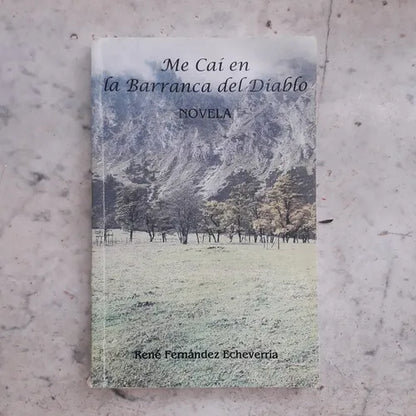 Me Caí en
la Barranca del Diablo
NOVELA
René Fernández Echeverría